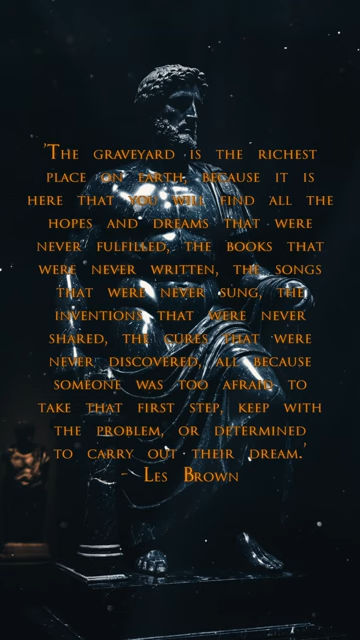 'The graveyard is the richest
place on earth, because it is
here that you will find all the
hopes and dreams that were
never fulfilled, the books that
were never written, the songs
that were never sung, the
inventions that were never
shared, the cures that were
never discovered, all because
someone was too afraid to
take that first step, keep with
the problem, or determined
to carry out their dream.'
- Les Brown